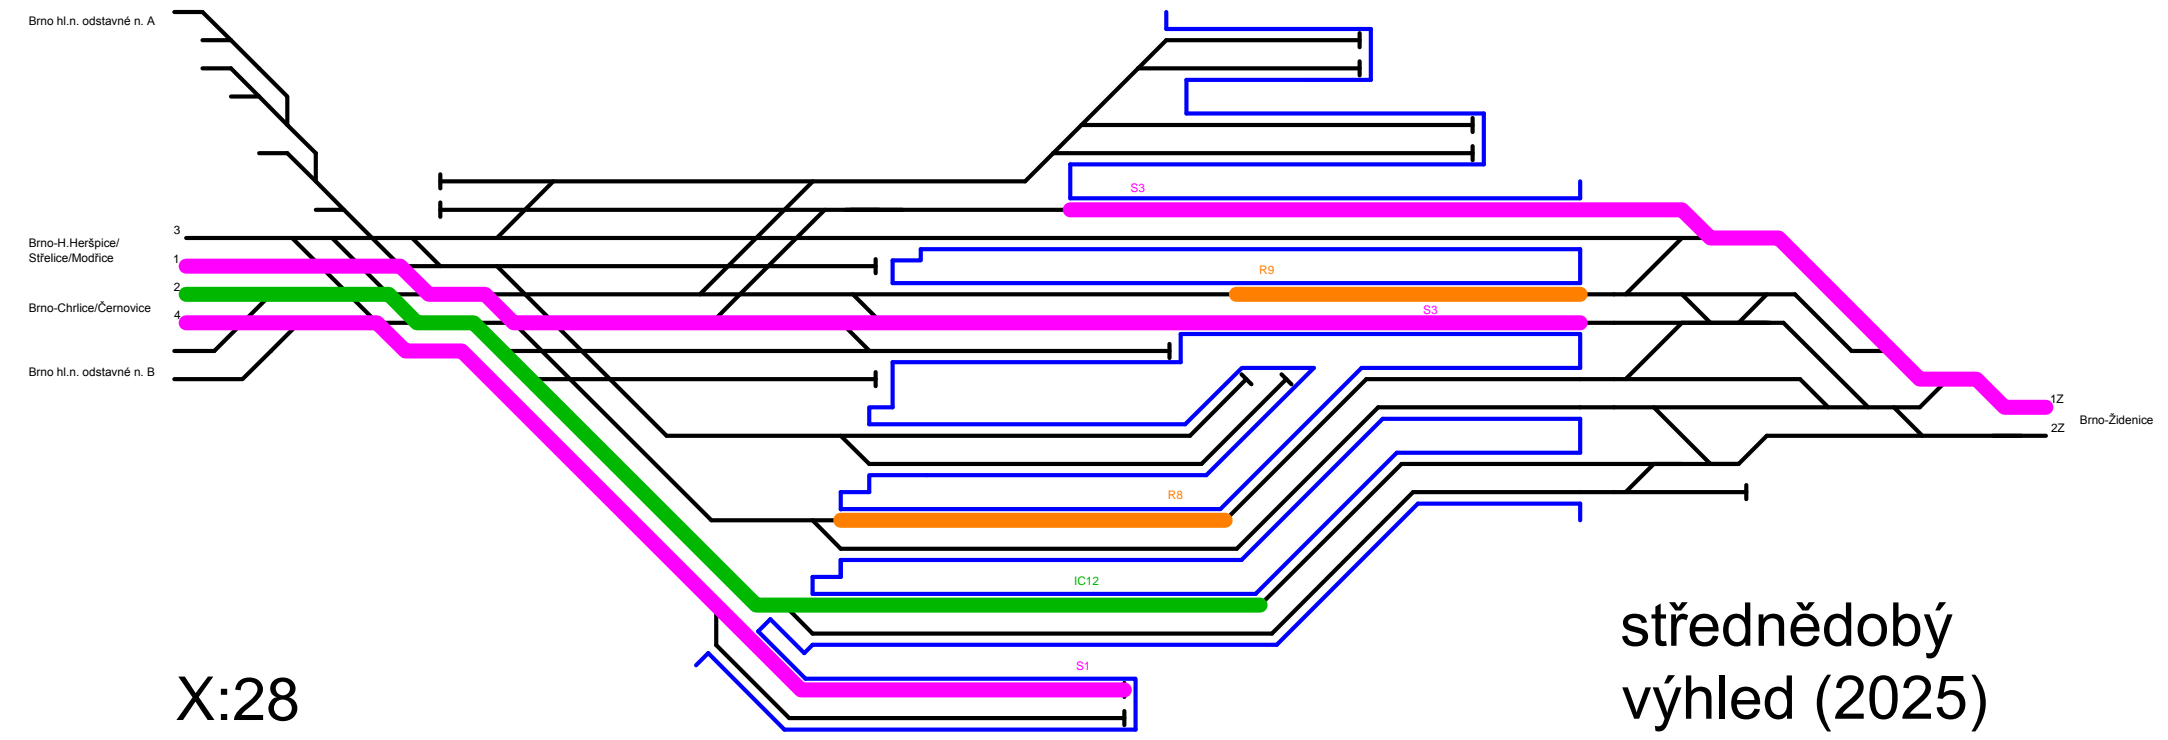 Brno hl.n. odstavné n. A
S3
3
Brno-H.Heršpice/
Střelice/Modřice
1
R9
2
Brno-Chrlice/Černovice
4
S3
Brno hl.n. odstavné n. B
1Z
Brno-Židenice
2Z
R8
IC12
střednědobý
výhled (2025)
S1
X:28